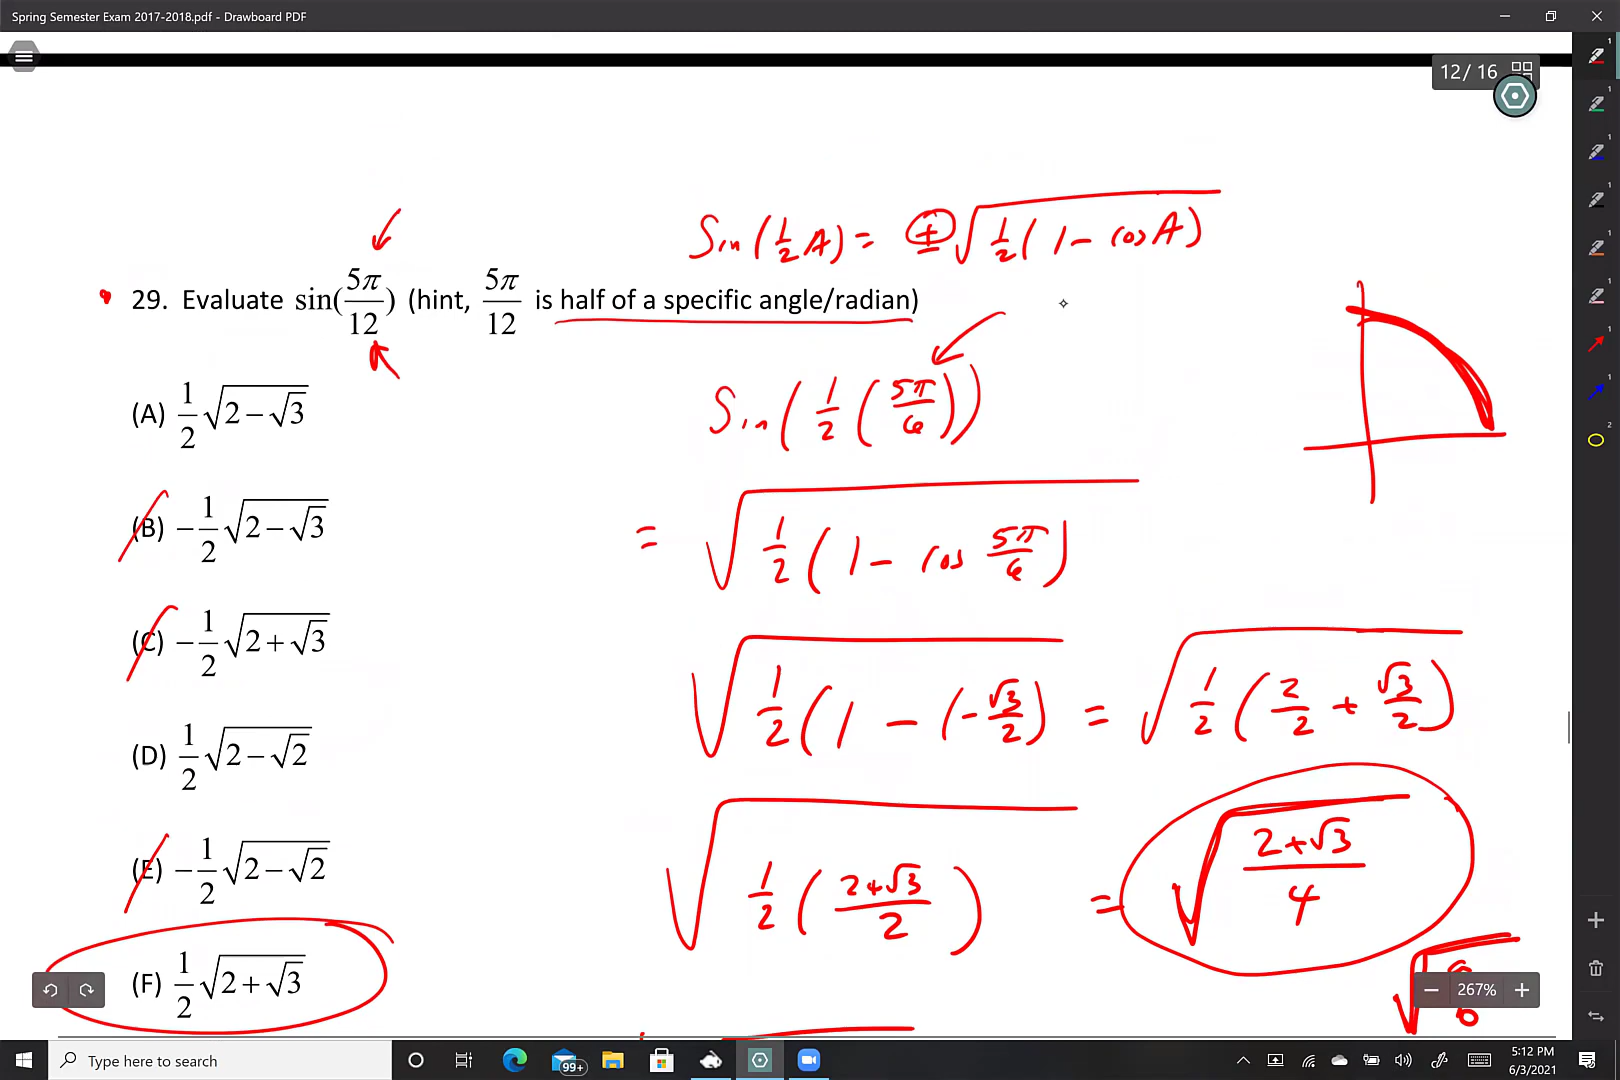 Spring Semester Exam 2017-2018.pdf - Drawboard PDF
12 / 16
Sin(½A) = ±√(½(1 - cosA))
29. Evaluate sin(5π/12) (hint, 5π/12 is half of a specific angle/radian)
Sin(½(5π/6))
(A) 1/2 √(2 − √3)
= √(½(1 - cos 5π/6))
(B) −1/2 √(2 − √3)
(C) −1/2 √(2 + √3)
√(½(1 - (-√3/2))) = √(½(2/2 + √3/2))
(D) 1/2 √(2 − √2)
(E) −1/2 √(2 − √2)
√(½((2+√3)/2)) = √((2+√3)/4)
(F) 1/2 √(2 + √3)
267%
Type here to search
99+
5:12 PM
6/3/2021